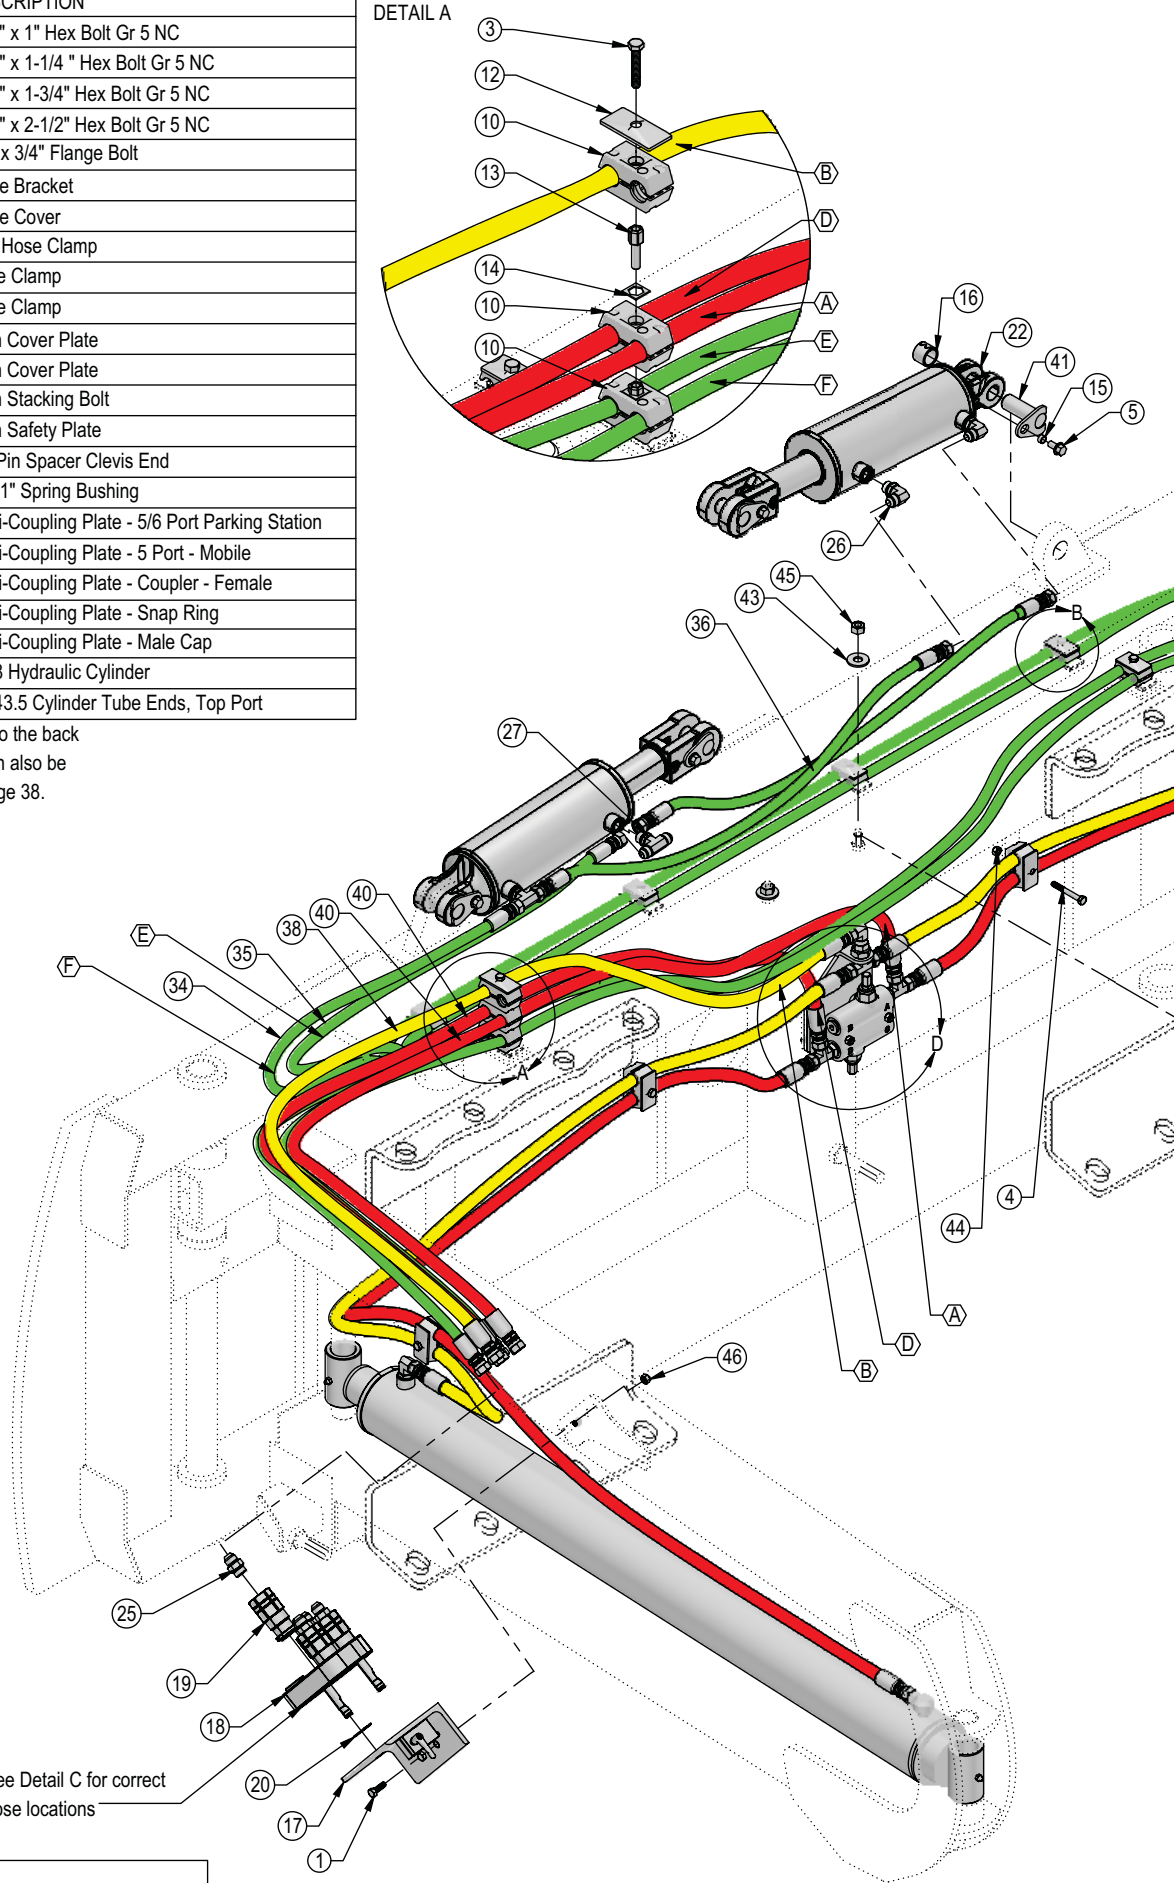 SCRIPTION
" x 1" Hex Bolt Gr 5 NC
" x 1-1/4 " Hex Bolt Gr 5 NC
" x 1-3/4" Hex Bolt Gr 5 NC
" x 2-1/2" Hex Bolt Gr 5 NC
x 3/4" Flange Bolt
e Bracket
e Cover
Hose Clamp
e Clamp
e Clamp
Cover Plate
Cover Plate
Stacking Bolt
Safety Plate
Pin Spacer Clevis End
1" Spring Bushing
i-Coupling Plate - 5/6 Port Parking Station
i-Coupling Plate - 5 Port - Mobile
i-Coupling Plate - Coupler - Female
i-Coupling Plate - Snap Ring
i-Coupling Plate - Male Cap
Hydraulic Cylinder
43.5 Cylinder Tube Ends, Top Port
o the back
n also be
ge 38.
DETAIL A
3
12
10
13
14
10
10
B
D
A
E
F
16
22
41
15
5
26
45
43
36
B
27
40
40
38
E
35
F
34
A
D
4
44
A
D
B
46
25
19
18
20
17
1
ee Detail C for correct
ose locations